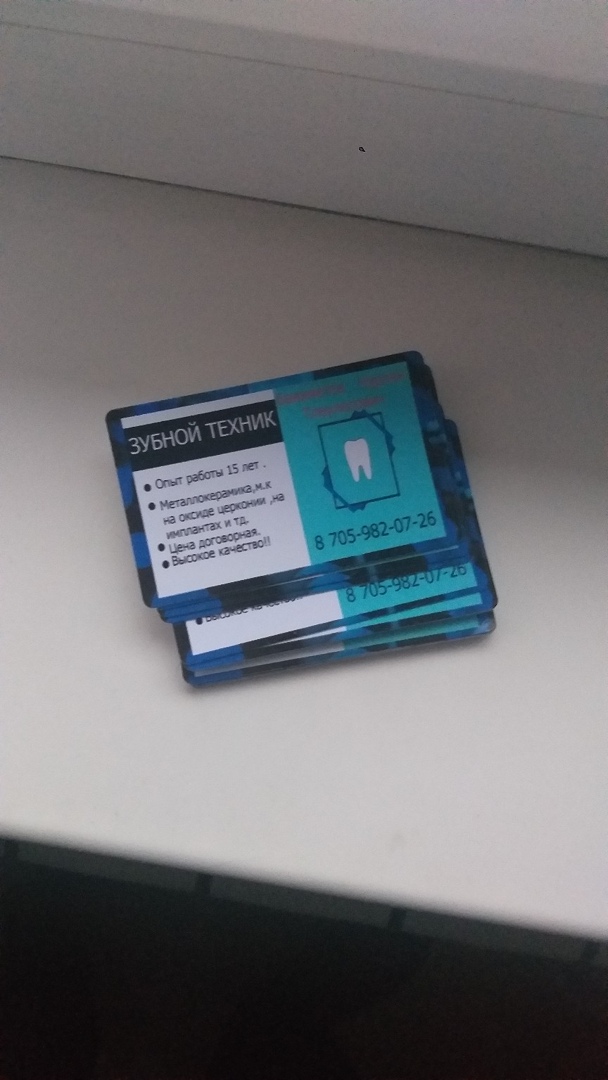 ЗУБНОЙ ТЕХНИК
Опыт работы 15 лет .
Металлокерамика,м.к
на оксиде церконии ,на
имплантах и тд.
Цена договорная.
Высокое качество!!
8 705-982-07-26
8 705-982-07-26